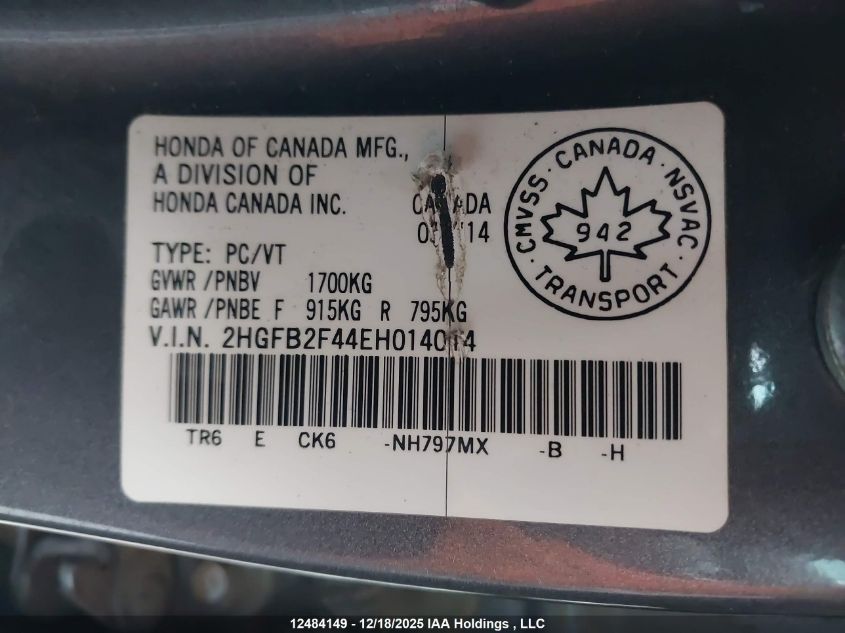 HONDA OF CANADA MFG.,
A DIVISION OF
HONDA CANADA INC.
TYPE: PC/VT
GVWR /PNBV 1700KG
GAWR /PNBE F 915KG R 795KG
V.I.N. 2HGFB2F44EH014014
TR6 E CK6 -NH797MX -B -H
CMVSS · CANADA · NSVAC · TRANSPORT ·
942
12484149 - 12/18/2025 IAA Holdings , LLC